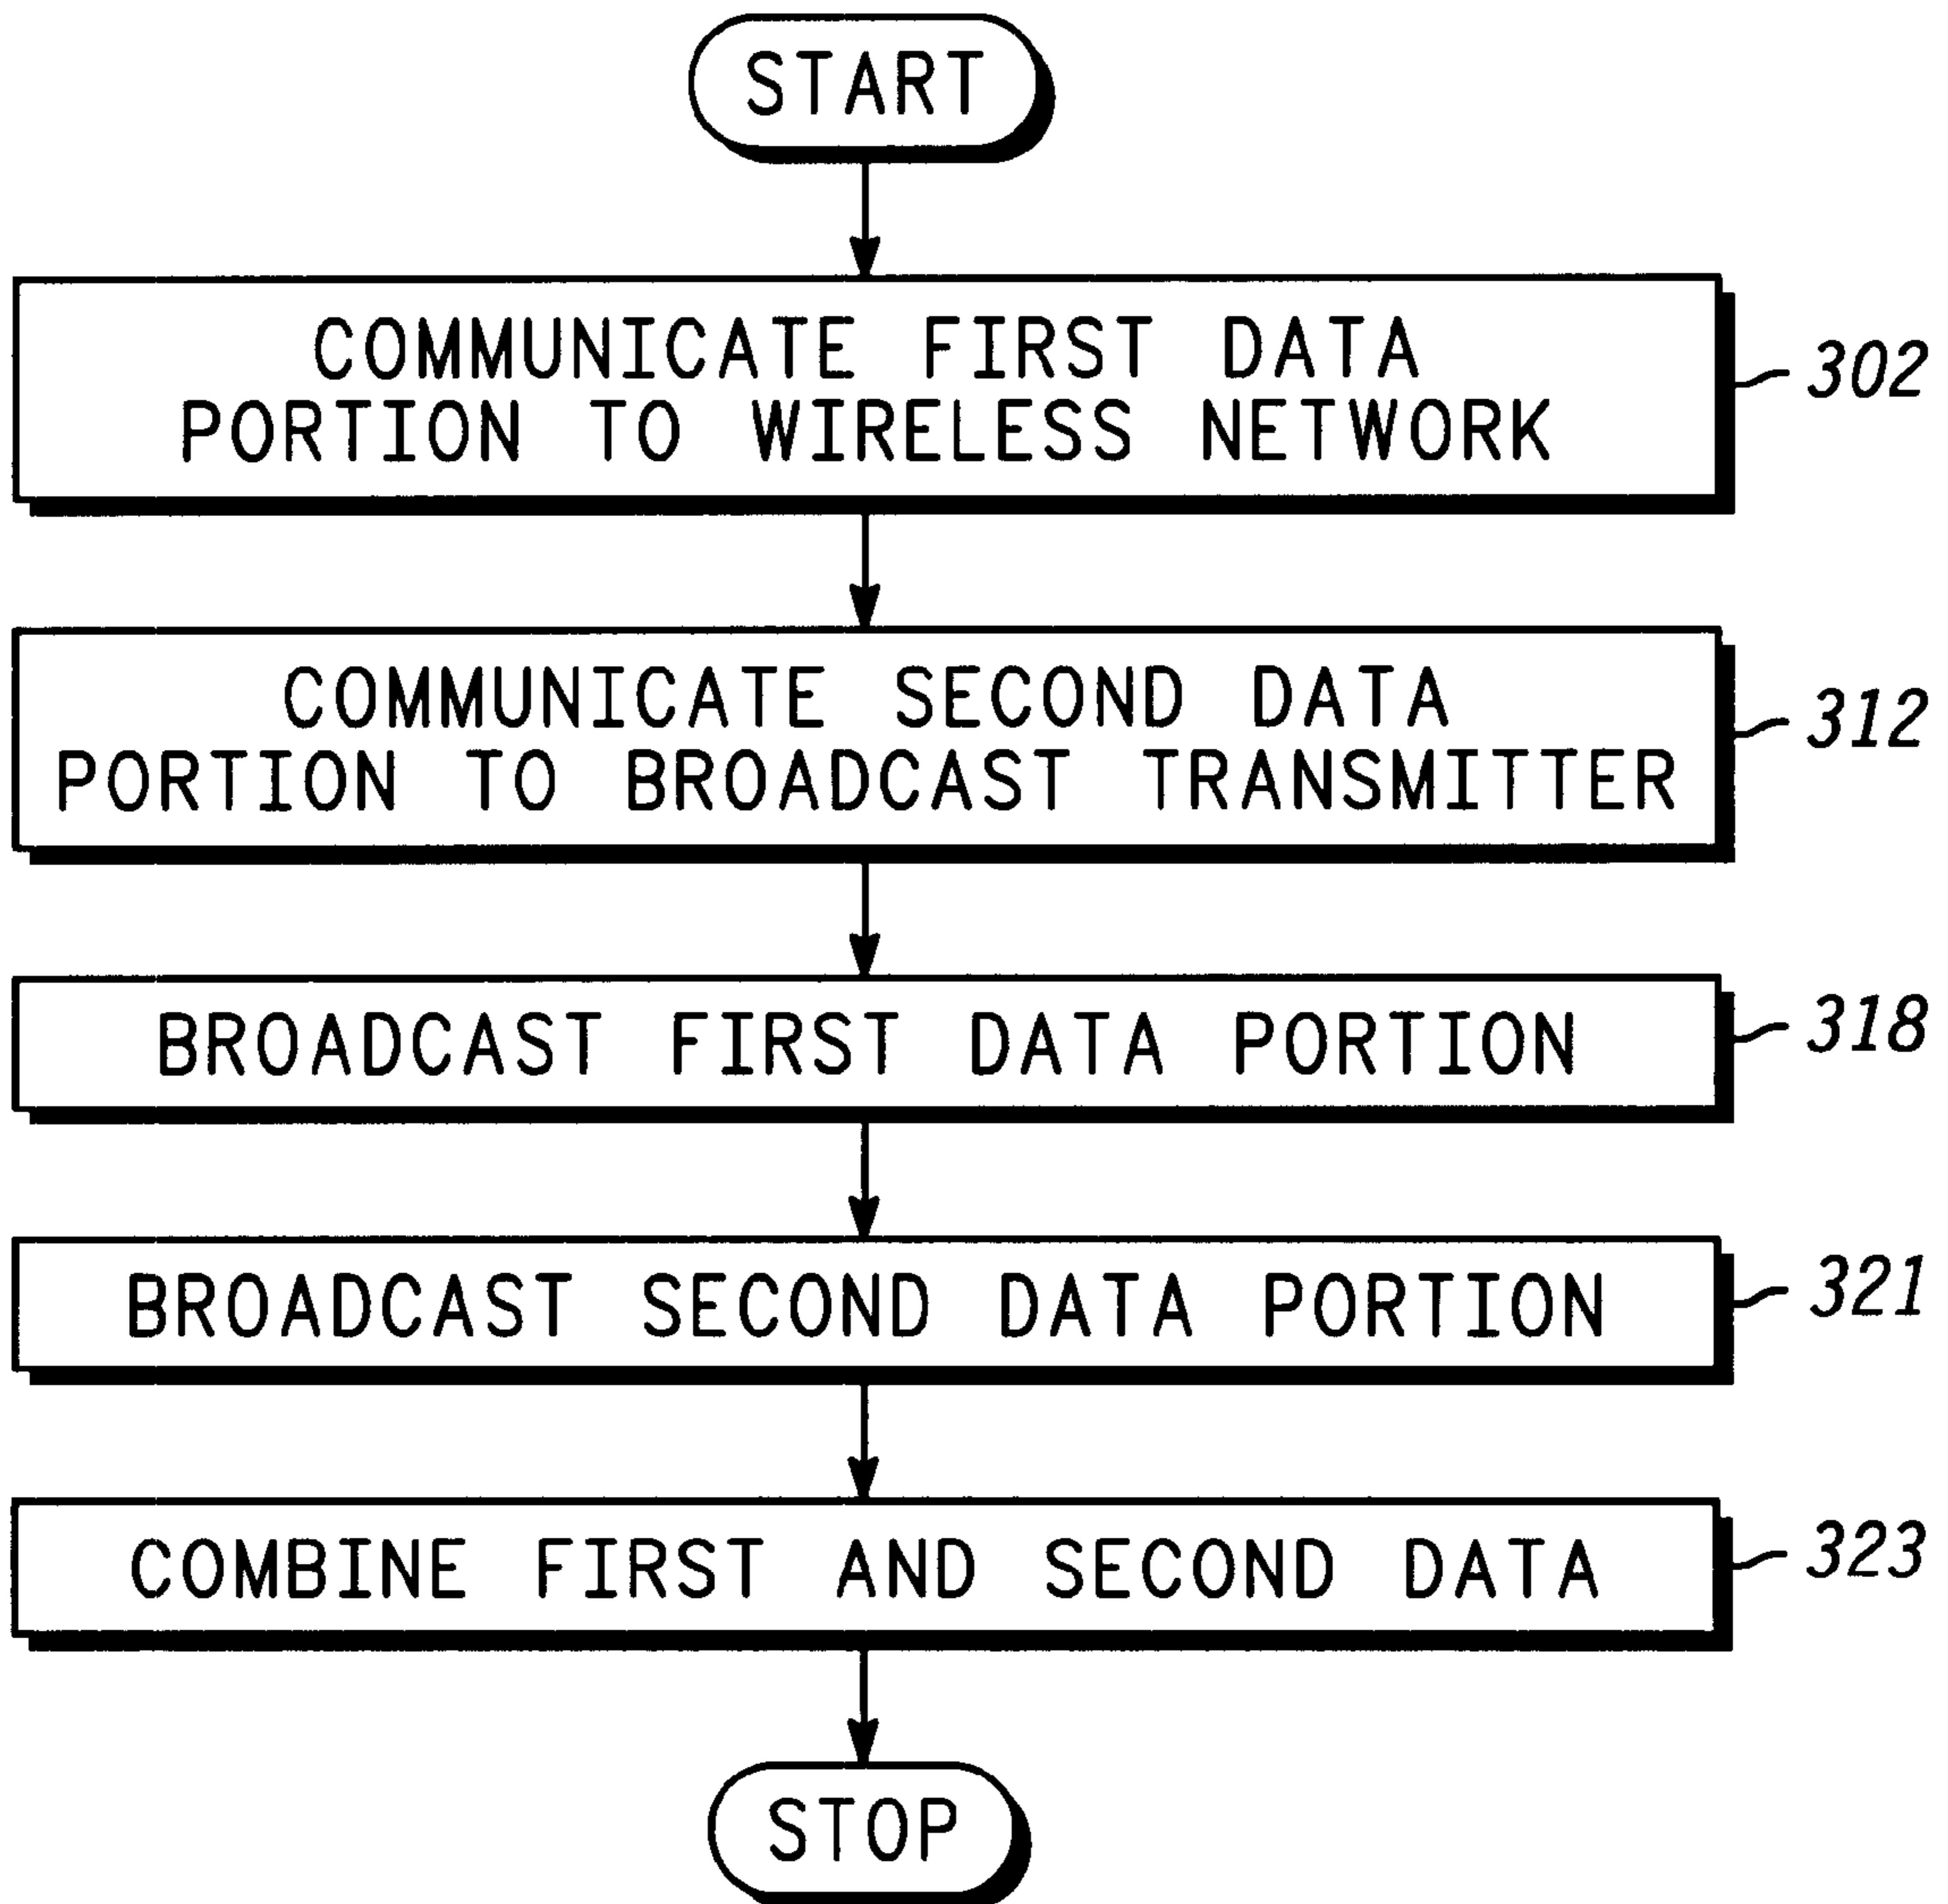 START
COMMUNICATE FIRST DATA
PORTION TO WIRELESS NETWORK
302
COMMUNICATE SECOND DATA
PORTION TO BROADCAST TRANSMITTER
312
BROADCAST FIRST DATA PORTION
318
BROADCAST SECOND DATA PORTION
321
COMBINE FIRST AND SECOND DATA
323
STOP